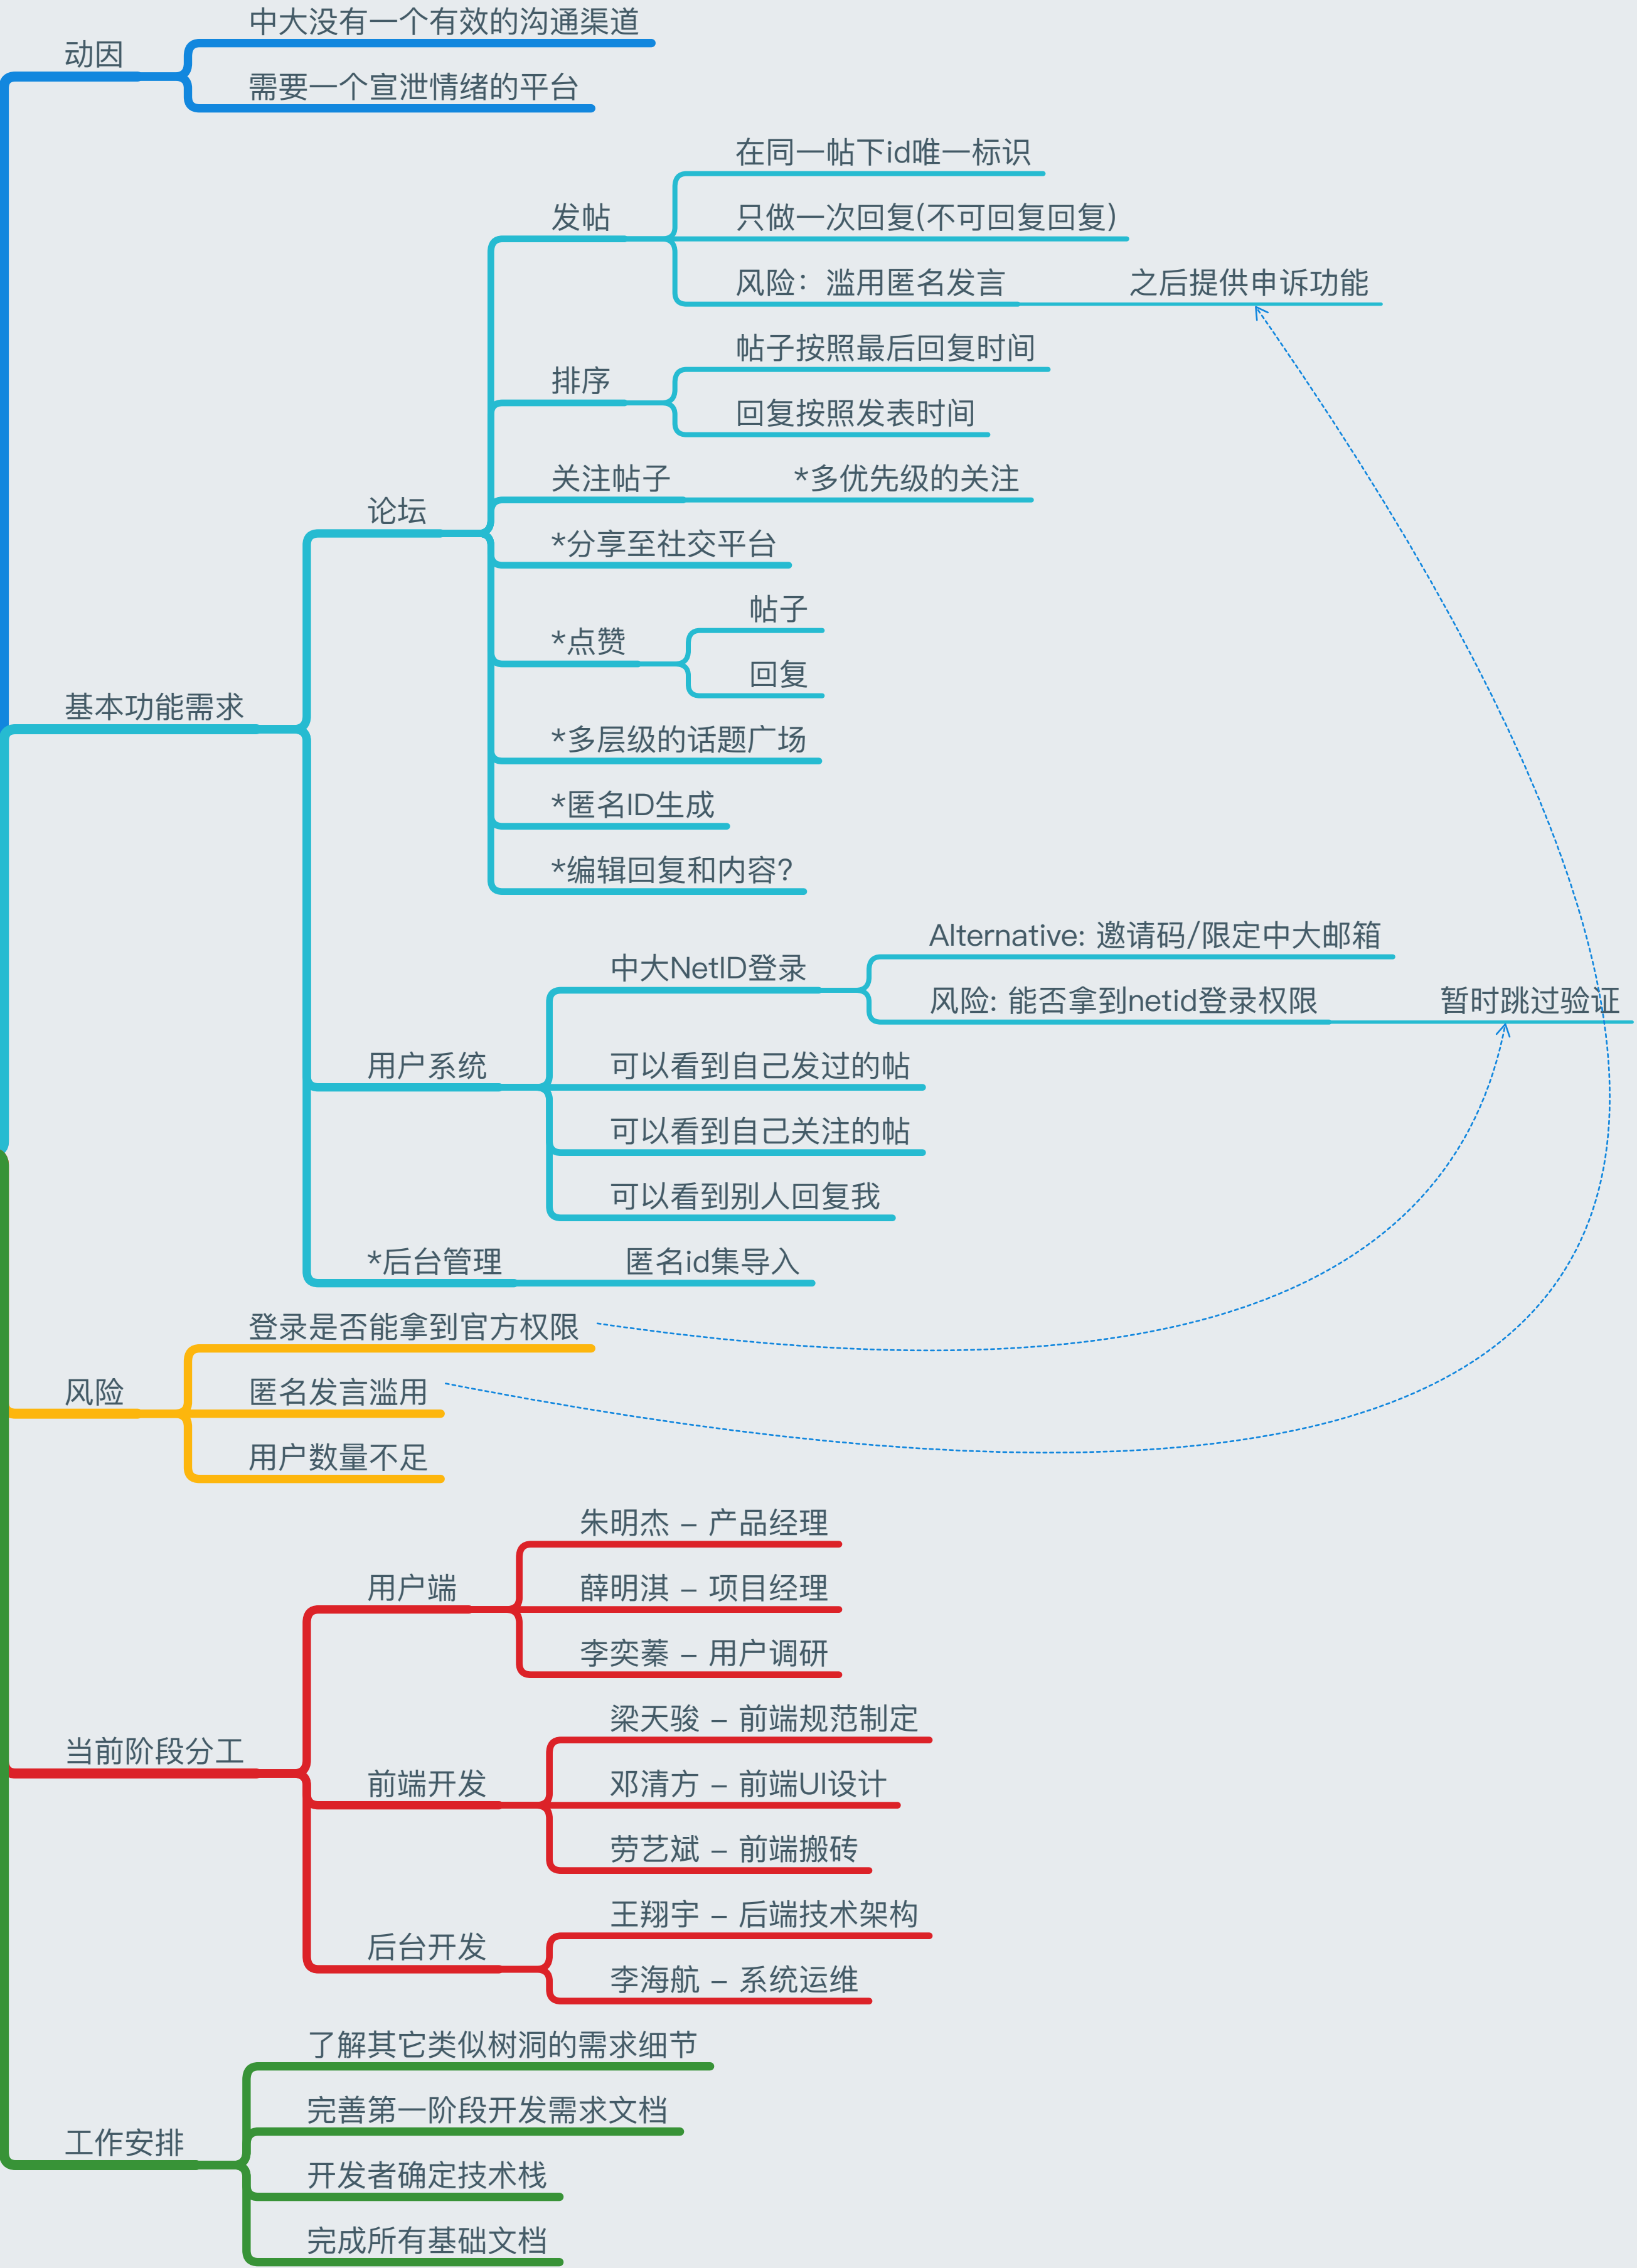 动因
中大没有一个有效的沟通渠道
需要一个宣泄情绪的平台
基本功能需求
论坛
发帖
在同一帖下id唯一标识
只做一次回复(不可回复回复)
风险：滥用匿名发言
之后提供申诉功能
排序
帖子按照最后回复时间
回复按照发表时间
关注帖子
*多优先级的关注
*分享至社交平台
*点赞
帖子
回复
*多层级的话题广场
*匿名ID生成
*编辑回复和内容?
用户系统
中大NetID登录
Alternative: 邀请码/限定中大邮箱
风险: 能否拿到netid登录权限
暂时跳过验证
可以看到自己发过的帖
可以看到自己关注的帖
可以看到别人回复我
*后台管理
匿名id集导入
风险
登录是否能拿到官方权限
匿名发言滥用
用户数量不足
当前阶段分工
用户端
朱明杰 – 产品经理
薛明淇 – 项目经理
李奕蓁 – 用户调研
前端开发
梁天骏 – 前端规范制定
邓清方 – 前端UI设计
劳艺斌 – 前端搬砖
后台开发
王翔宇 – 后端技术架构
李海航 – 系统运维
工作安排
了解其它类似树洞的需求细节
完善第一阶段开发需求文档
开发者确定技术栈
完成所有基础文档